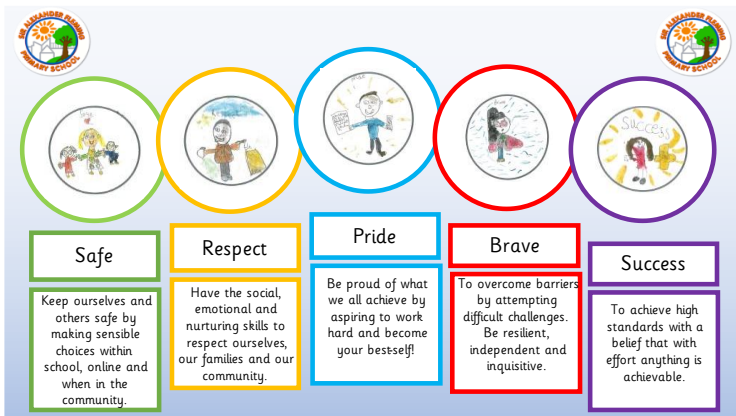 SIR ALEXANDER FLEMING
PRIMARY SCHOOL
SIR ALEXANDER FLEMING
PRIMARY SCHOOL
Success
Safe
Keep ourselves and
others safe by
making sensible
choices within
school, online and
when in the
community.
Respect
Have the social,
emotional and
nurturing skills to
respect ourselves,
our families and our
community.
Pride
Be proud of what
we all achieve by
aspiring to work
hard and become
your best-self!
Brave
To overcome barriers
by attempting
difficult challenges.
Be resilient,
independent and
inquisitive.
Success
To achieve high
standards with a
belief that with
effort anything is
achievable.